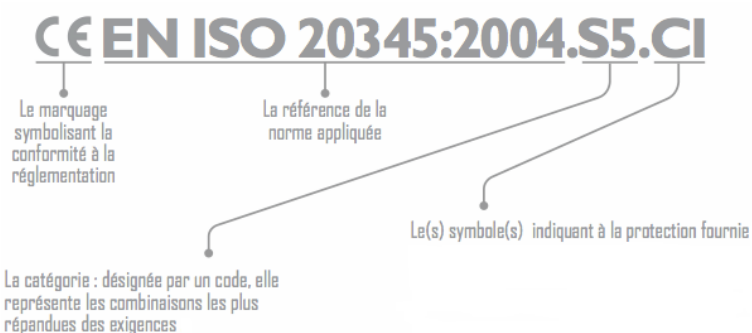 CE EN ISO 20345:2004.S5.CI
Le marquage
symbolisant la
conformité à la
réglementation
La référence de la
norme appliquée
Le(s) symbole(s) indiquant à la protection fournie
La catégorie : désignée par un code, elle
représente les combinaisons les plus
répandues des exigences